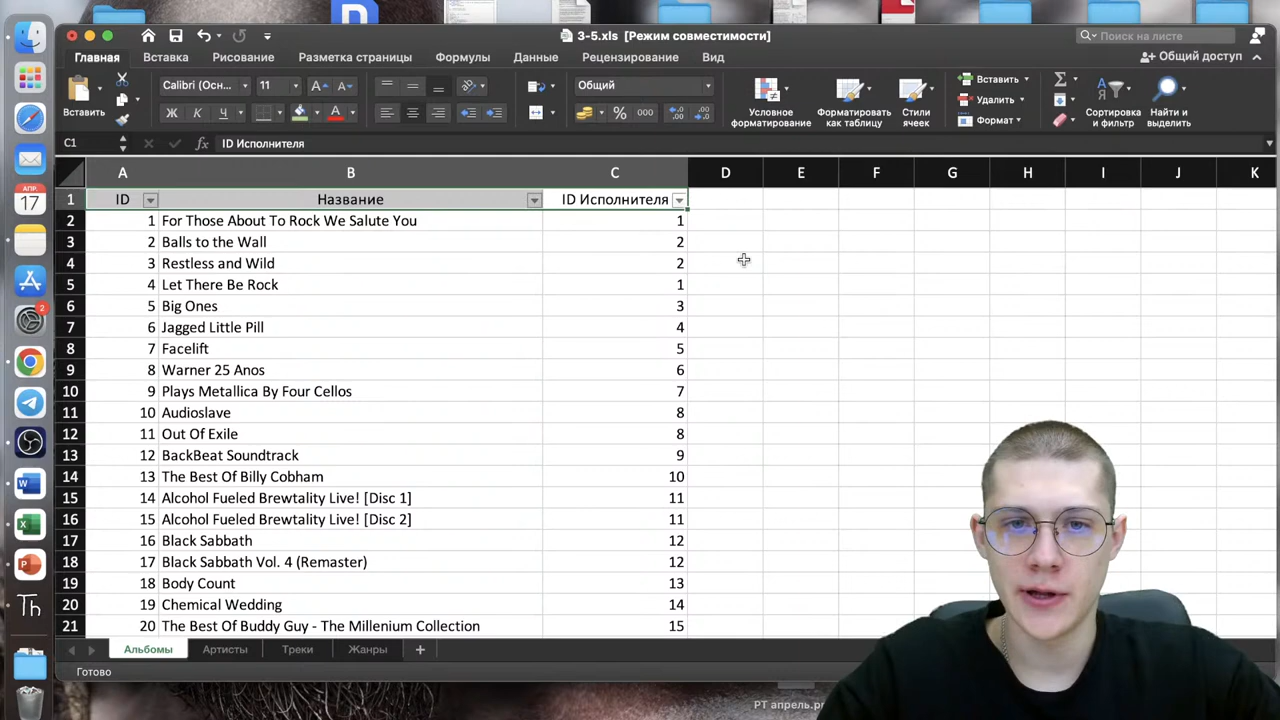 3-5.xls [Режим совместимости]
Поиск на листе
Главная Вставка Рисование Разметка страницы Формулы Данные Рецензирование Вид
Общий доступ
Вставить
Calibri (Осн... 11
Ж К Ч
Общий
% 000
Условное форматирование
Форматировать как таблицу
Стили ячеек
Вставить
Удалить
Формат
Сортировка и фильтр
Найти и выделить
C1 fx ID Исполнителя
A B C D E F G H I J K
1 ID Название ID Исполнителя
2 1 For Those About To Rock We Salute You 1
3 2 Balls to the Wall 2
4 3 Restless and Wild 2
5 4 Let There Be Rock 1
6 5 Big Ones 3
7 6 Jagged Little Pill 4
8 7 Facelift 5
9 8 Warner 25 Anos 6
10 9 Plays Metallica By Four Cellos 7
11 10 Audioslave 8
12 11 Out Of Exile 8
13 12 BackBeat Soundtrack 9
14 13 The Best Of Billy Cobham 10
15 14 Alcohol Fueled Brewtality Live! [Disc 1] 11
16 15 Alcohol Fueled Brewtality Live! [Disc 2] 11
17 16 Black Sabbath 12
18 17 Black Sabbath Vol. 4 (Remaster) 12
19 18 Body Count 13
20 19 Chemical Wedding 14
21 20 The Best Of Buddy Guy - The Millenium Collection 15
Альбомы Артисты Треки Жанры
Готово
АПР.
17
2
Th
PT апрель.pr